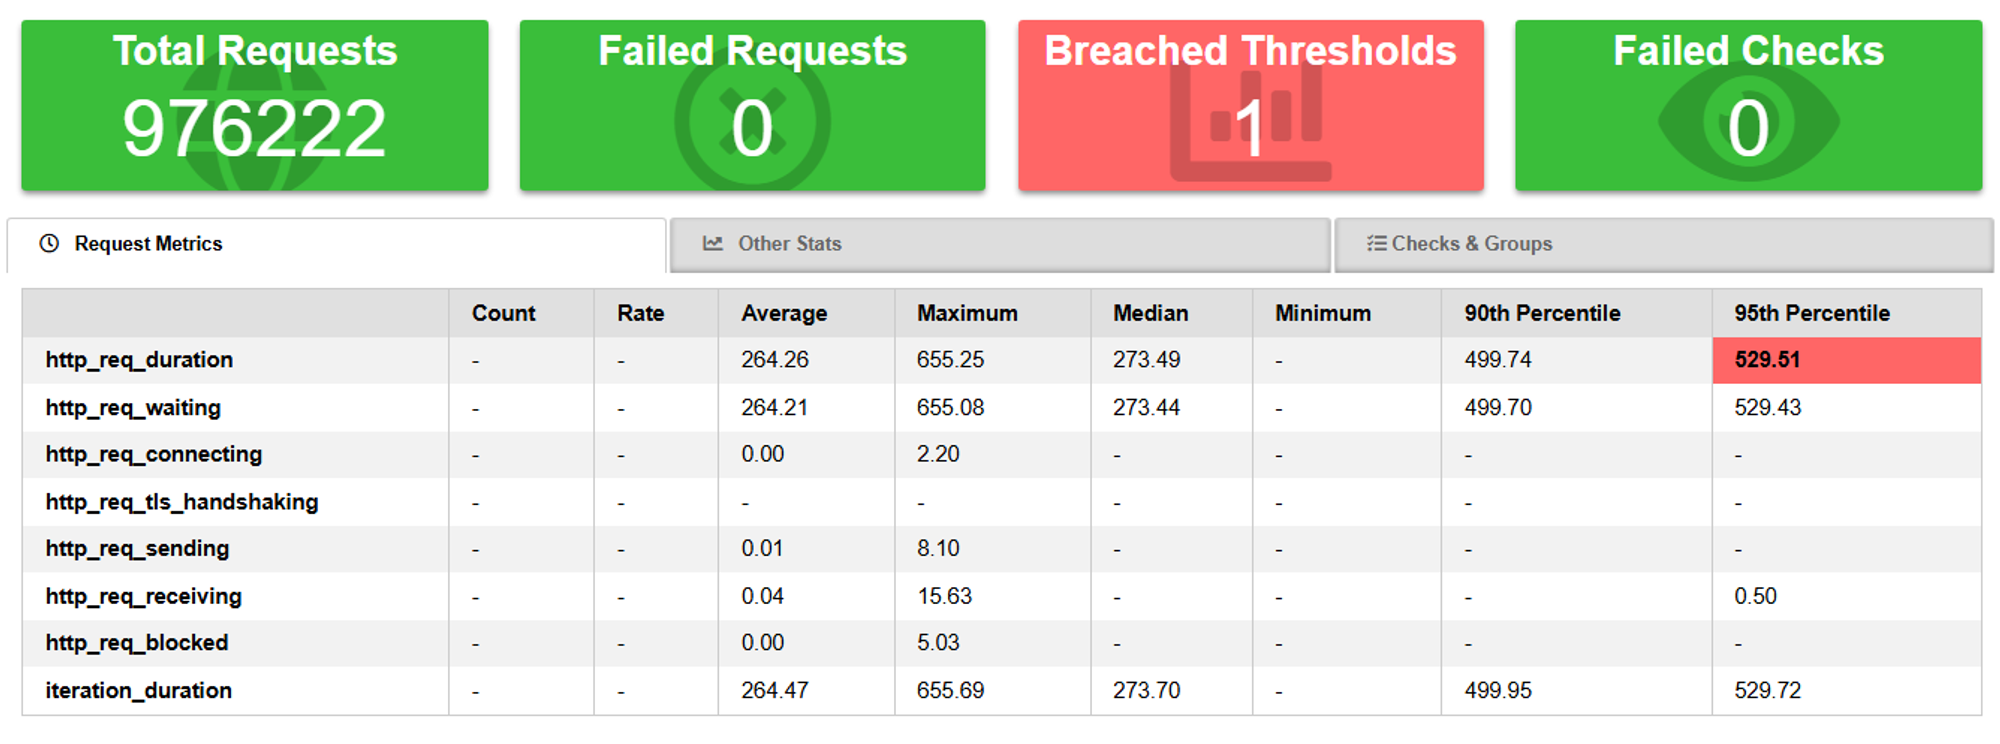 Total Requests Failed Requests Breached Thresholds Failed Checks
976222 0 1 0
Request Metrics Other Stats Checks & Groups
Count Rate Average Maximum Median Minimum 90th Percentile 95th Percentile
http_req_duration - - 264.26 655.25 273.49 - 499.74 529.51
http_req_waiting - - 264.21 655.08 273.44 - 499.70 529.43
http_req_connecting - - 0.00 2.20 - - - -
http_req_tls_handshaking - - - - - - - -
http_req_sending - - 0.01 8.10 - - - -
http_req_receiving - - 0.04 15.63 - - - 0.50
http_req_blocked - - 0.00 5.03 - - - -
iteration_duration - - 264.47 655.69 273.70 - 499.95 529.72